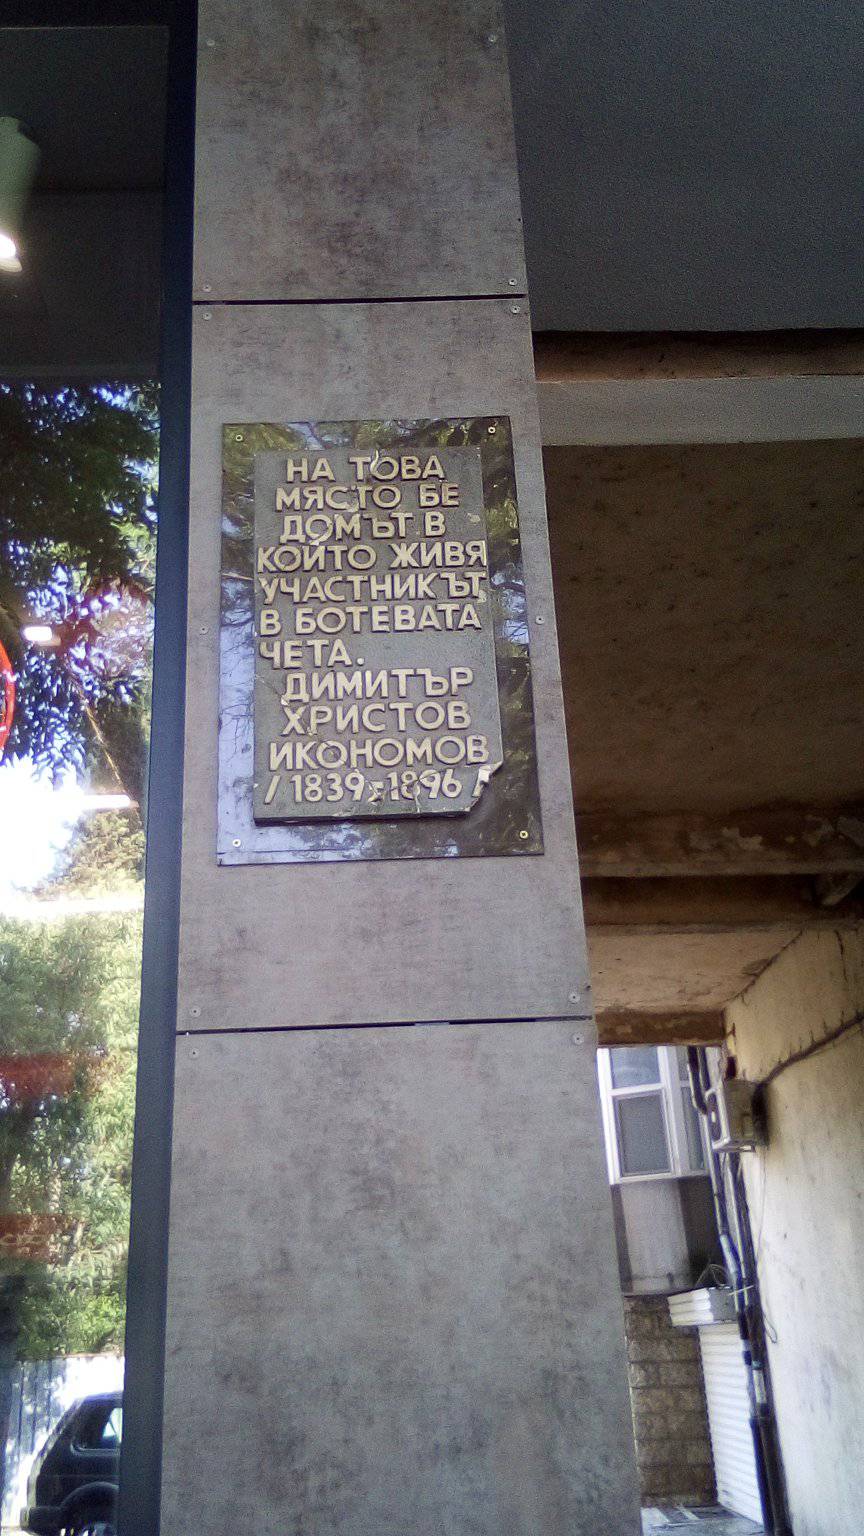 НА ТОВА
МЯСТО БЕ
ДОМЪТ В
КОЙТО ЖИВЯ
УЧАСТНИКЪТ
В БОТЕВАТА
ЧЕТА.
ДИМИТЪР
ХРИСТОВ
ИКОНОМОВ
/1839-1896/